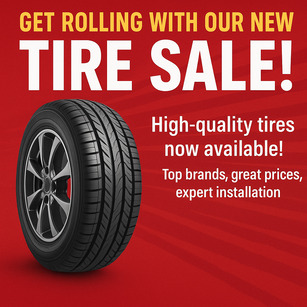 GET ROLLING WITH OUR NEW
TIRE SALE!
High-quality tires
now available!
Top brands, great prices,
expert installation